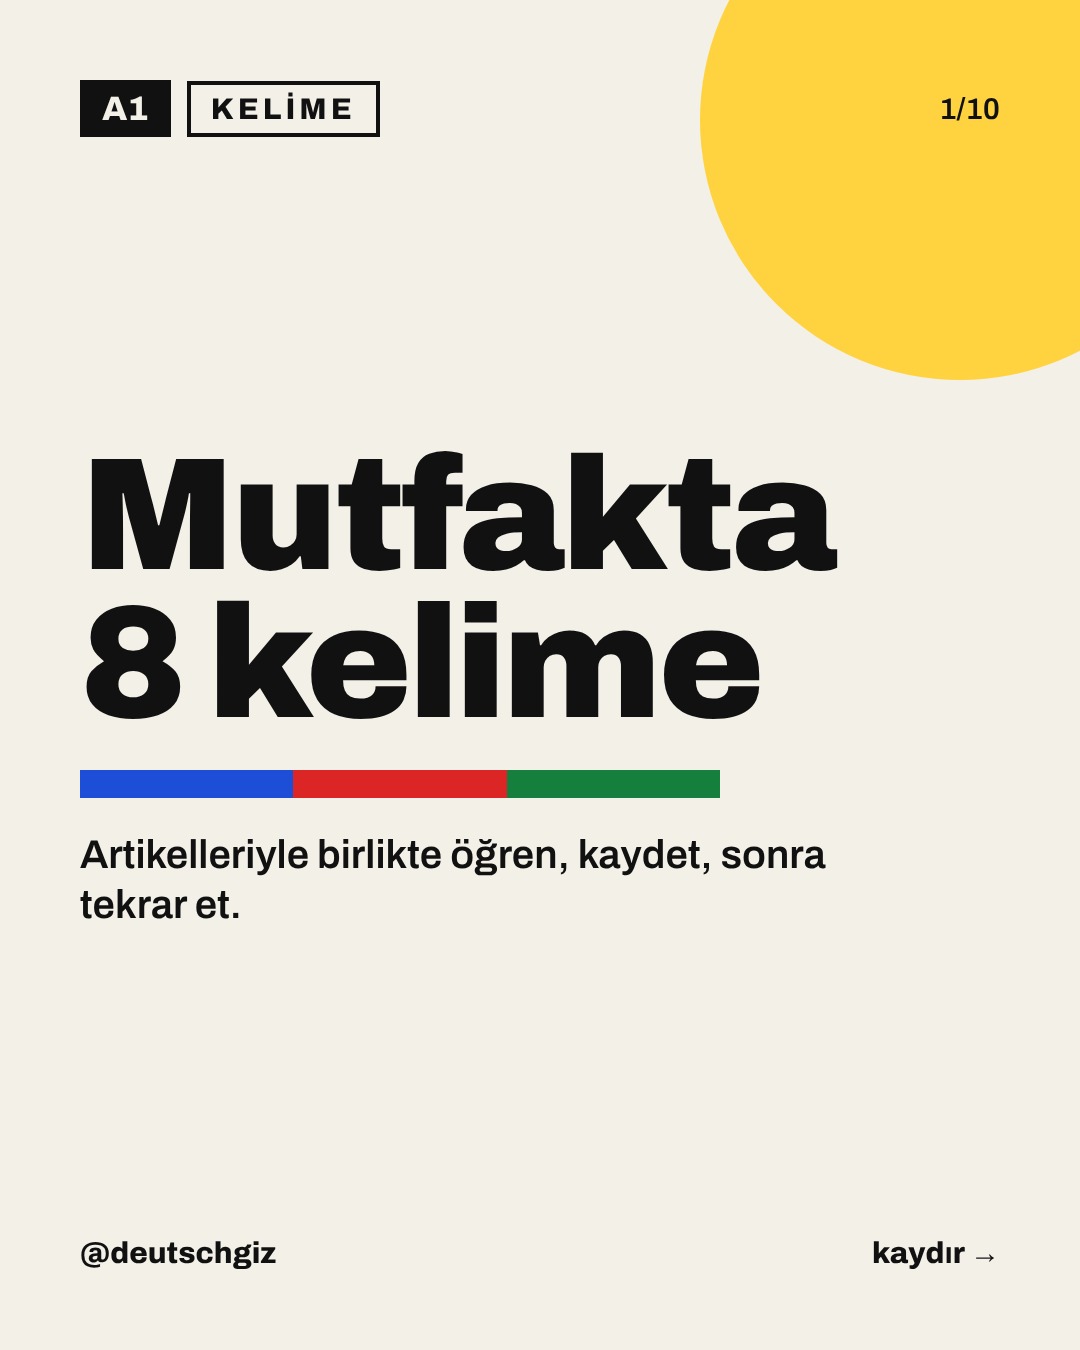 A1 KELİME 1/10
Mutfakta
8 kelime
Artikelleriyle birlikte öğren, kaydet, sonra
tekrar et.
@deutschgiz kaydır →